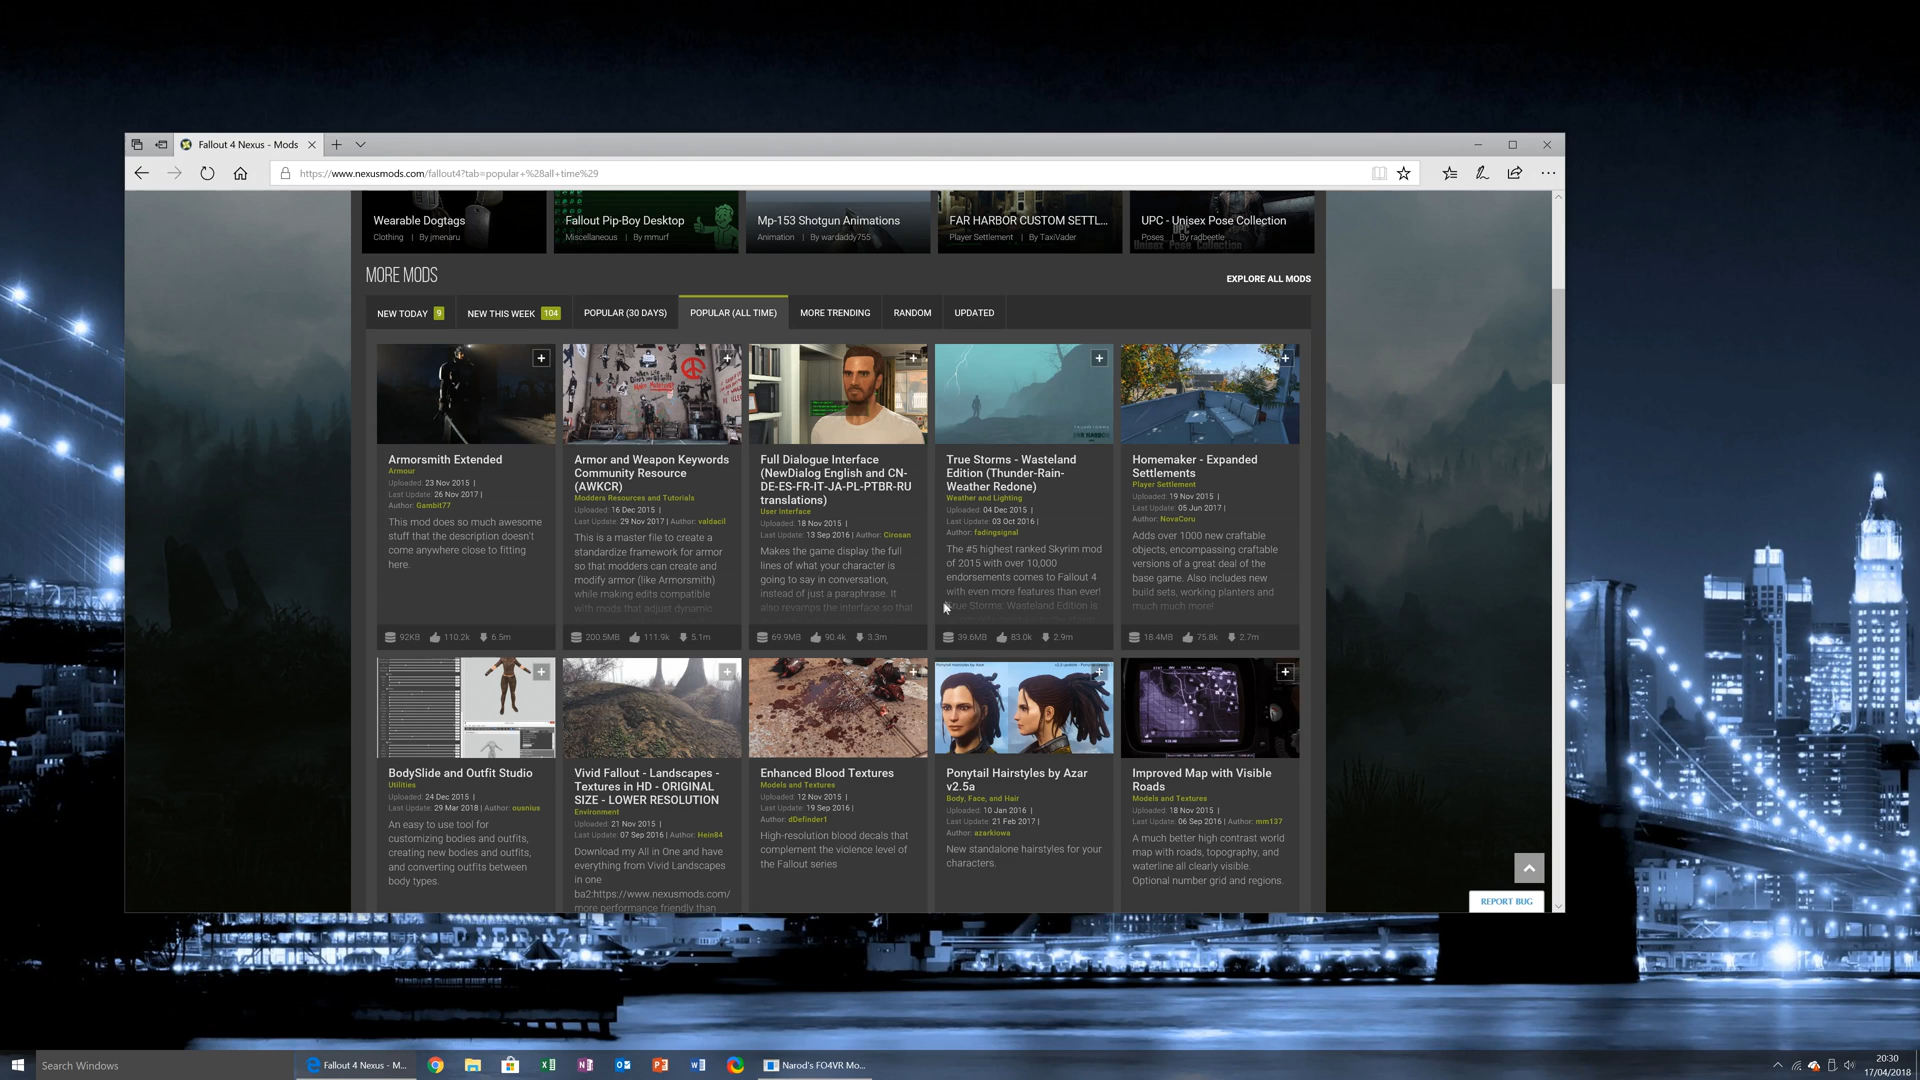 Fallout 4 Nexus - Mods
https://www.nexusmods.com/fallout4?tab=popular+%28all+time%29
Wearable Dogtags
Clothing | By jmenaru
Fallout Pip-Boy Desktop
Miscellaneous | By mmurf
Mp-153 Shotgun Animations
Animation | By wardaddy755
FAR HARBOR CUSTOM SETTL...
Player Settlement | By TaxiVader
UPC - Unisex Pose Collection
Poses | By radbeetle
MORE MODS
EXPLORE ALL MODS
NEW TODAY 9
NEW THIS WEEK 104
POPULAR (30 DAYS)
POPULAR (ALL TIME)
MORE TRENDING
RANDOM
UPDATED
Armorsmith Extended
Armour
Uploaded: 23 Nov 2015 |
Last Update: 26 Nov 2017 |
Author: Gambit77
This mod does so much awesome
stuff that the description doesn't
come anywhere close to fitting
here.
92KB 110.2k 6.5m
Armor and Weapon Keywords
Community Resource
(AWKCR)
Modders Resources and Tutorials
Uploaded: 16 Dec 2015 |
Last Update: 29 Nov 2017 | Author: valdacil
This is a master file to create a
standardize framework for armor
so that modders can create and
modify armor (like Armorsmith)
while making edits compatible
with mods that adjust dynamic
200.5MB 111.9k 5.1m
Full Dialogue Interface
(NewDialog English and CN-
DE-ES-FR-IT-JA-PL-PTBR-RU
translations)
User Interface
Uploaded: 18 Nov 2015 |
Last Update: 13 Sep 2016 | Author: Cirosan
Makes the game display the full
lines of what your character is
going to say in conversation,
instead of just a paraphrase. It
also revamps the interface so that
69.9MB 90.4k 3.3m
True Storms - Wasteland
Edition (Thunder-Rain-
Weather Redone)
Weather and Lighting
Uploaded: 04 Dec 2015 |
Last Update: 03 Oct 2016 |
Author: fadingsignal
The #5 highest ranked Skyrim mod
of 2015 with over 10,000
endorsements comes to Fallout 4
with even more features than ever!
True Storms: Wasteland Edition is
39.6MB 83.0k 2.9m
Homemaker - Expanded
Settlements
Player Settlement
Uploaded: 19 Nov 2015 |
Last Update: 05 Jun 2017 |
Author: NovaCoru
Adds over 1000 new craftable
objects, encompassing craftable
versions of a great deal of the
base game. Also includes new
build sets, working planters and
much much more!
18.4MB 75.8k 2.7m
BodySlide and Outfit Studio
Utilities
Uploaded: 24 Dec 2015 |
Last Update: 29 Mar 2018 | Author: ousnius
An easy to use tool for
customizing bodies and outfits,
creating new bodies and outfits,
and converting outfits between
body types.
Vivid Fallout - Landscapes -
Textures in HD - ORIGINAL
SIZE - LOWER RESOLUTION
Environment
Uploaded: 21 Nov 2015 |
Last Update: 07 Sep 2016 | Author: Hein84
Download my All in One and have
everything from Vivid Landscapes
in one
ba2:https://www.nexusmods.com/
more performance friendly than
Enhanced Blood Textures
Models and Textures
Uploaded: 12 Nov 2015 |
Last Update: 19 Sep 2016 |
Author: dDefinder1
High-resolution blood decals that
complement the violence level of
the Fallout series
Ponytail Hairstyles by Azar
v2.5a
Body, Face, and Hair
Uploaded: 10 Jan 2016 |
Last Update: 21 Feb 2017 |
Author: azarkiowa
New standalone hairstyles for your
characters.
Improved Map with Visible
Roads
Models and Textures
Uploaded: 18 Nov 2015 |
Last Update: 06 Sep 2016 | Author: mm137
A much better high contrast world
map with roads, topography, and
waterline all clearly visible.
Optional number grid and regions.
REPORT BUG
Search Windows
Fallout 4 Nexus - M...
Narod's FO4VR Mo...
20:30
17/04/2018